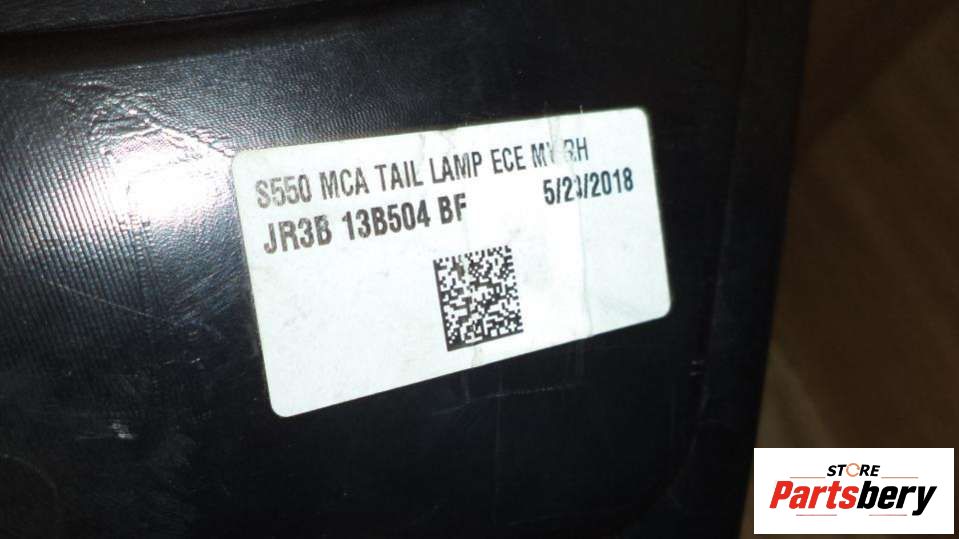 S550 MCA TAIL LAMP ECE RH
JR3B 13B504 BF
STORE
Partsbery